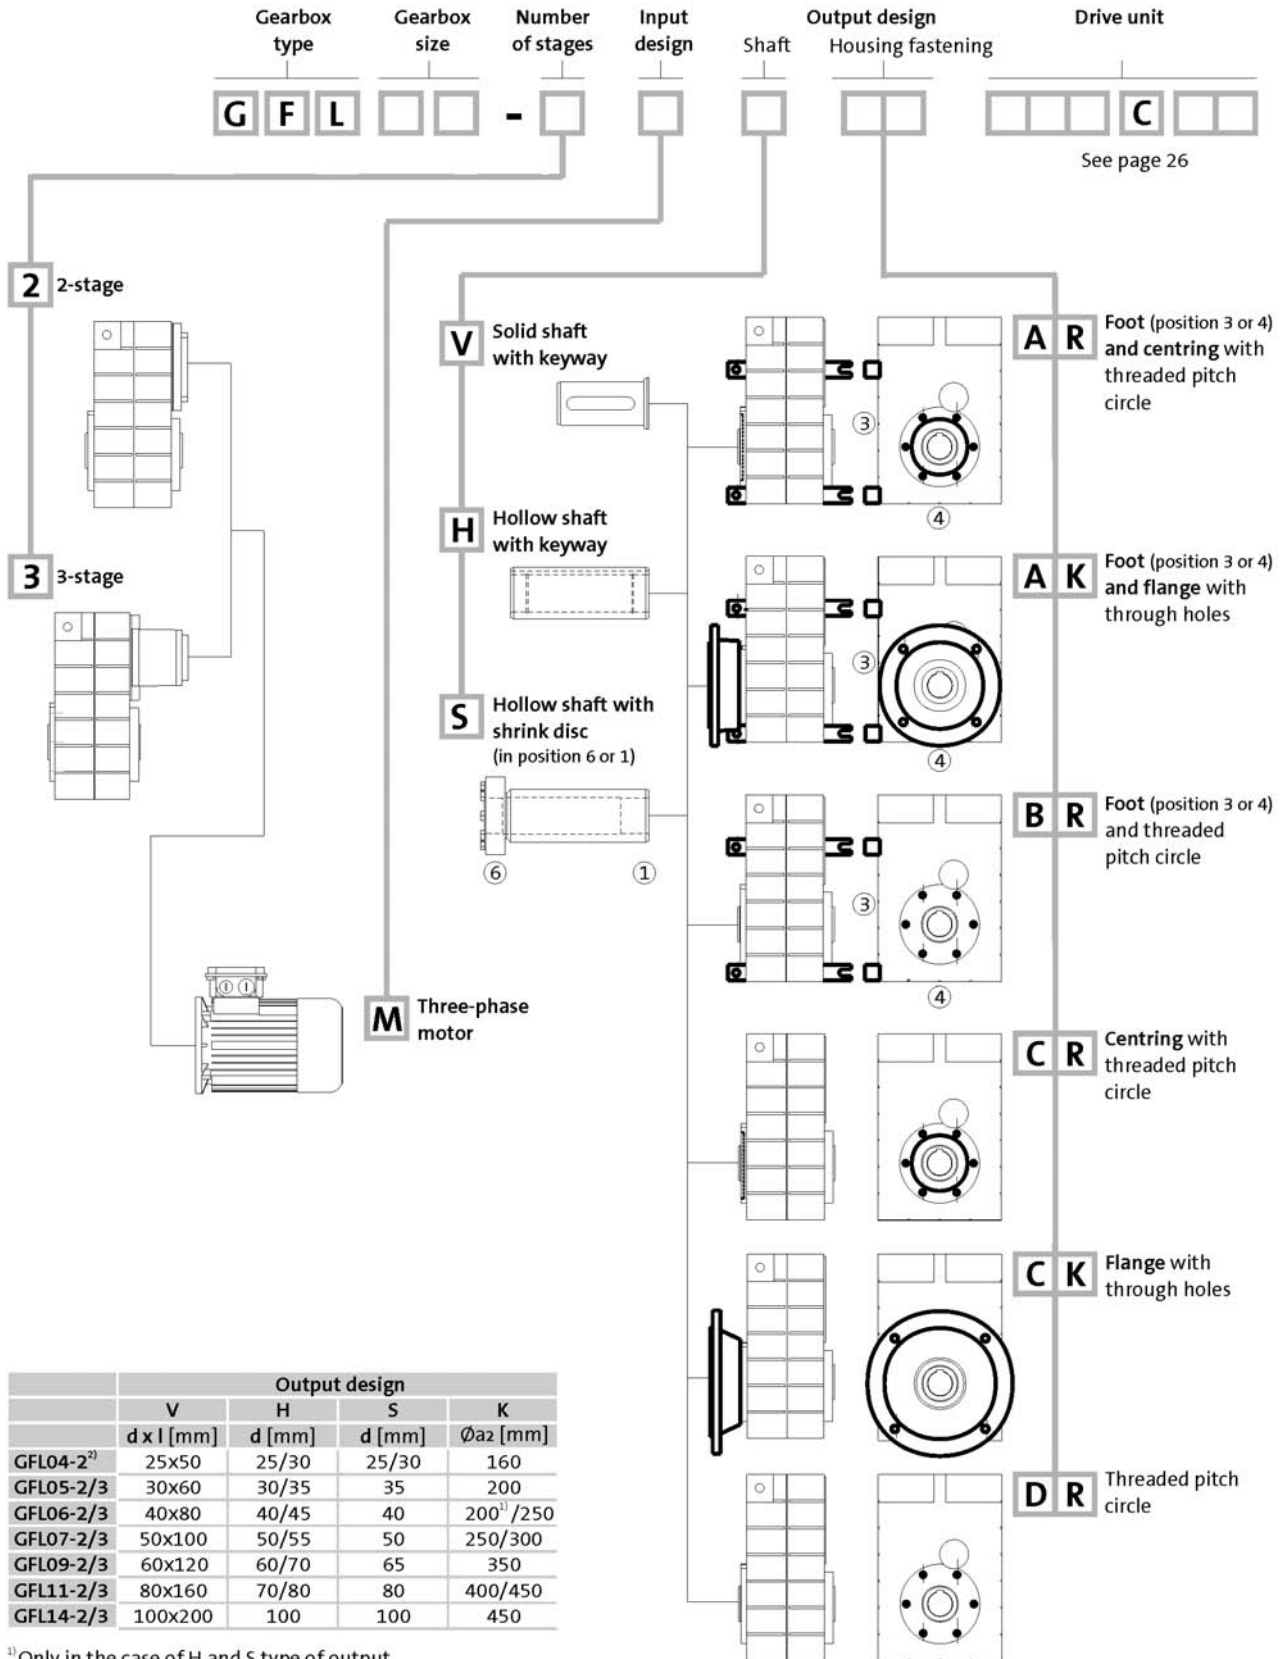 Gearbox type
Gearbox size
Number of stages
Input design
Output design
Shaft
Housing fastening
Drive unit
G F L - C
See page 26
2 2-stage
3 3-stage
V Solid shaft
with keyway
H Hollow shaft
with keyway
S Hollow shaft with
shrink disc
(in position 6 or 1)
⑥ ①
M Three-phase
motor
A R Foot (position 3 or 4)
and centring with
threaded pitch
circle
③
④
A K Foot (position 3 or 4)
and flange with
through holes
③
④
B R Foot (position 3 or 4)
and threaded
pitch circle
③
④
C R Centring with
threaded pitch
circle
C K Flange with
through holes
D R Threaded pitch
circle
Output design
V H S K
d x l [mm] d [mm] d [mm] Øa2 [mm]
GFL04-2²⁾ 25x50 25/30 25/30 160
GFL05-2/3 30x60 30/35 35 200
GFL06-2/3 40x80 40/45 40 200¹⁾/250
GFL07-2/3 50x100 50/55 50 250/300
GFL09-2/3 60x120 60/70 65 350
GFL11-2/3 80x160 70/80 80 400/450
GFL14-2/3 100x200 100 100 450
¹⁾ Only in the case of H and S type of output